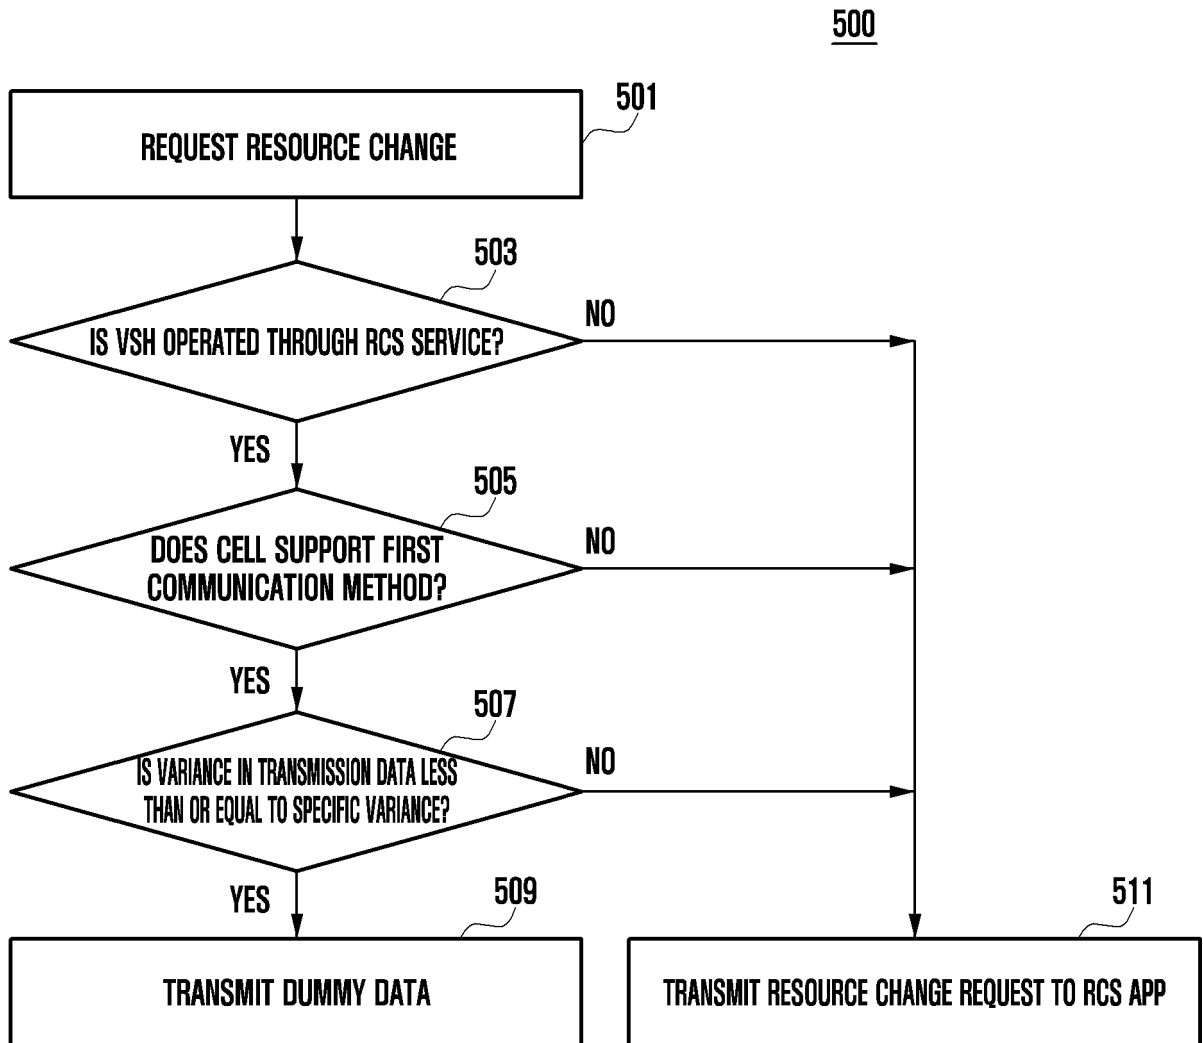 500
501
REQUEST RESOURCE CHANGE
503
IS VSH OPERATED THROUGH RCS SERVICE?
NO
YES
505
DOES CELL SUPPORT FIRST
COMMUNICATION METHOD?
NO
YES
507
IS VARIANCE IN TRANSMISSION DATA LESS
THAN OR EQUAL TO SPECIFIC VARIANCE?
NO
YES
509
TRANSMIT DUMMY DATA
511
TRANSMIT RESOURCE CHANGE REQUEST TO RCS APP